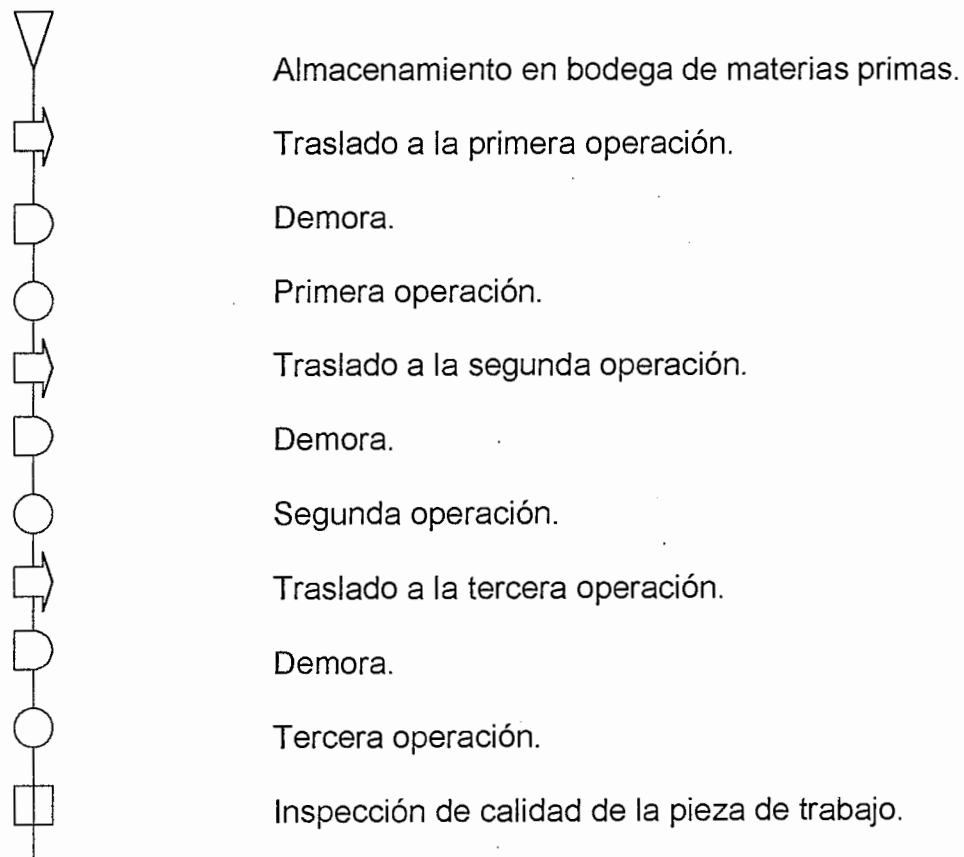 Almacenamiento en bodega de materias primas.
Traslado a la primera operación.
Demora.
Primera operación.
Traslado a la segunda operación.
Demora.
Segunda operación.
Traslado a la tercera operación.
Demora.
Tercera operación.
Inspección de calidad de la pieza de trabajo.